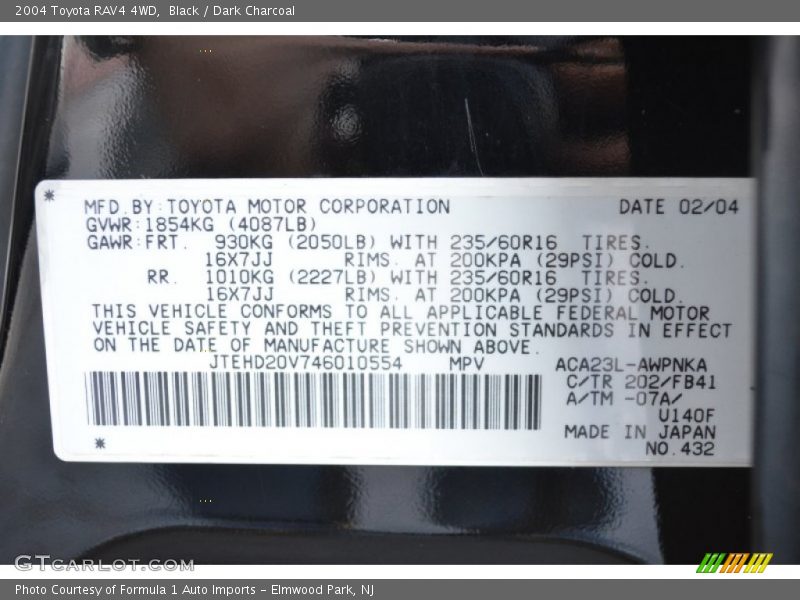 2004 Toyota RAV4 4WD, Black / Dark Charcoal
* MFD.BY:TOYOTA MOTOR CORPORATION DATE 02/04
GVWR:1854KG (4087LB)
GAWR:FRT. 930KG (2050LB) WITH 235/60R16 TIRES.
16X7JJ RIMS. AT 200KPA (29PSI) COLD.
RR. 1010KG (2227LB) WITH 235/60R16 TIRES.
16X7JJ RIMS. AT 200KPA (29PSI) COLD.
THIS VEHICLE CONFORMS TO ALL APPLICABLE FEDERAL MOTOR
VEHICLE SAFETY AND THEFT PREVENTION STANDARDS IN EFFECT
ON THE DATE OF MANUFACTURE SHOWN ABOVE.
JTEHD20V746010554 MPV ACA23L-AWPNKA
C/TR 202/FB41
A/TM -07A/
U140F
MADE IN JAPAN
* NO.432
GTCARLOT.COM
Photo Courtesy of Formula 1 Auto Imports - Elmwood Park, NJ